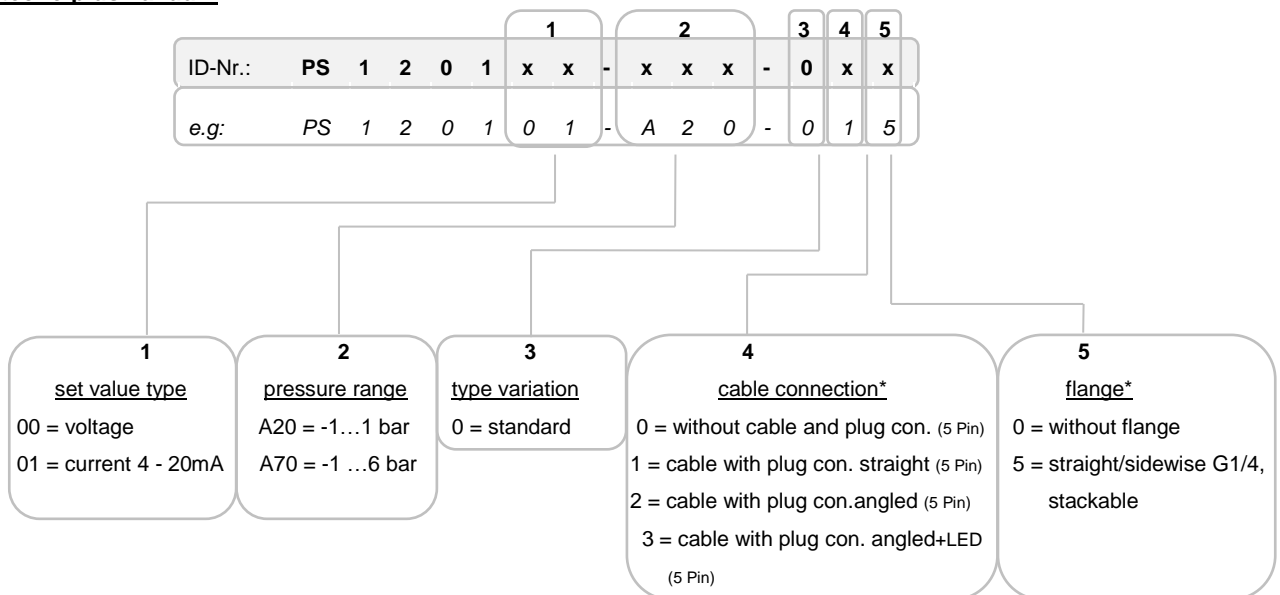 1 2 3 4 5
ID-Nr.: PS 1 2 0 1 x x - x x x - 0 x x
e.g: PS 1 2 0 1 0 1 - A 2 0 - 0 1 5
1
set value type
00 = voltage
01 = current 4 - 20mA
2
pressure range
A20 = -1…1 bar
A70 = -1 …6 bar
3
type variation
0 = standard
4
cable connection*
0 = without cable and plug con. (5 Pin)
1 = cable with plug con. straight (5 Pin)
2 = cable with plug con.angled (5 Pin)
3 = cable with plug con. angled+LED
(5 Pin)
5
flange*
0 = without flange
5 = straight/sidewise G1/4,
stackable